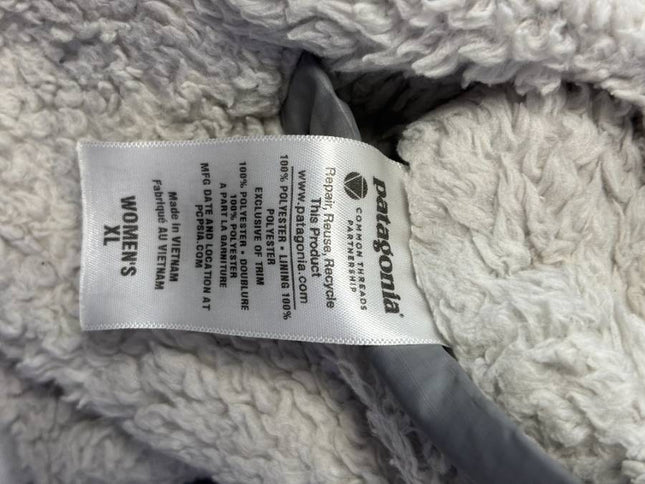 patagonia®
COMMON THREADS
PARTNERSHIP
Repair, Reuse, Recycle
This Product
www.patagonia.com
100% POLYESTER • LINING 100%
POLYESTER
EXCLUSIVE OF TRIM
100% POLYESTER • DOUBLURE
100% POLYESTER
A PART LA GARNITURE
MFG DATE AND LOCATION AT
PCTGIA.COM
Made in VIETNAM
Fabriqué AU VIETNAM
WOMEN'S
XL